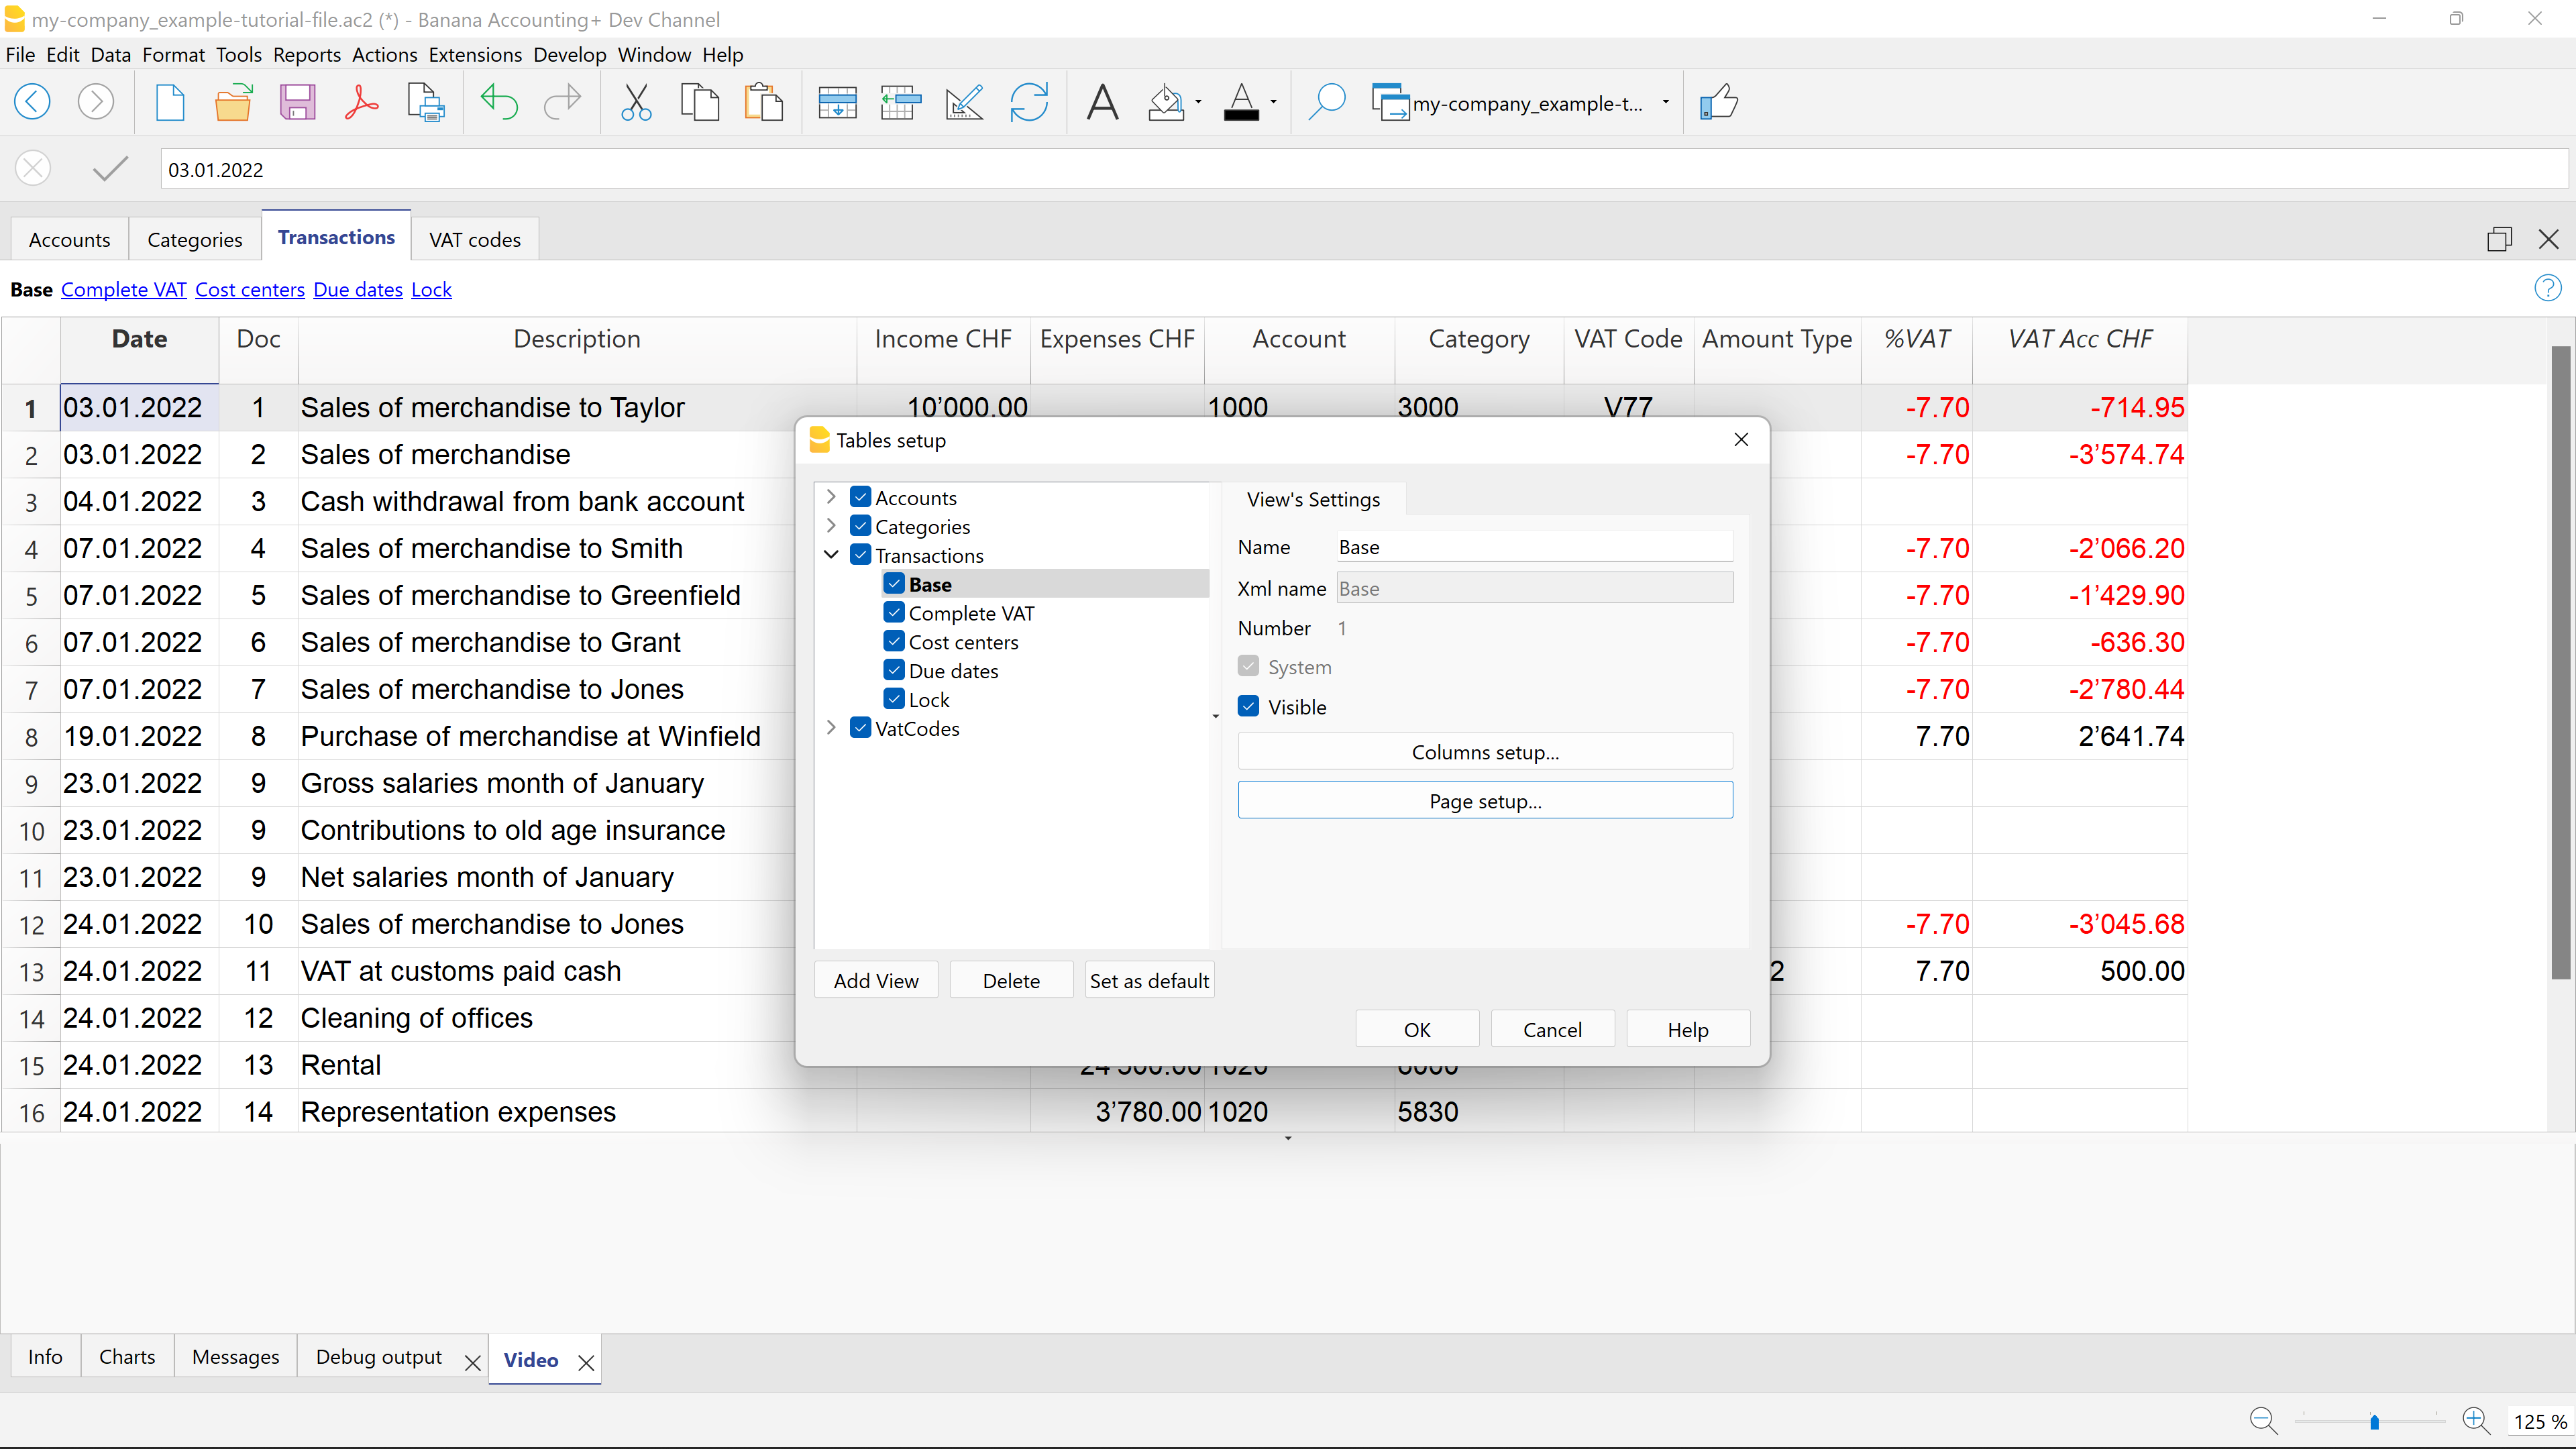 my-company_example-tutorial-file.ac2 (*) - Banana Accounting+ Dev Channel
File Edit Data Format Tools Reports Actions Extensions Develop Window Help
my-company_example-t...
03.01.2022
Accounts Categories Transactions VAT codes
Base Complete VAT Cost centers Due dates Lock
Date Doc Description Income CHF Expenses CHF Account Category VAT Code Amount Type %VAT VAT Acc CHF
1 03.01.2022 1 Sales of merchandise to Taylor 10’000.00 1000 3000 V77 -7.70 -714.95
2 03.01.2022 2 Sales of merchandise -7.70 -3’574.74
3 04.01.2022 3 Cash withdrawal from bank account
4 07.01.2022 4 Sales of merchandise to Smith -7.70 -2’066.20
5 07.01.2022 5 Sales of merchandise to Greenfield -7.70 -1’429.90
6 07.01.2022 6 Sales of merchandise to Grant -7.70 -636.30
7 07.01.2022 7 Sales of merchandise to Jones -7.70 -2’780.44
8 19.01.2022 8 Purchase of merchandise at Winfield 7.70 2’641.74
9 23.01.2022 9 Gross salaries month of January
10 23.01.2022 9 Contributions to old age insurance
11 23.01.2022 9 Net salaries month of January
12 24.01.2022 10 Sales of merchandise to Jones -7.70 -3’045.68
13 24.01.2022 11 VAT at customs paid cash 2 7.70 500.00
14 24.01.2022 12 Cleaning of offices
15 24.01.2022 13 Rental
16 24.01.2022 14 Representation expenses 3’780.00 1020 5830
Tables setup
Accounts
Categories
Transactions
Base
Complete VAT
Cost centers
Due dates
Lock
VatCodes
View's Settings
Name Base
Xml name Base
Number 1
System
Visible
Columns setup...
Page setup...
Add View Delete Set as default
OK Cancel Help
Info Charts Messages Debug output Video
125 %